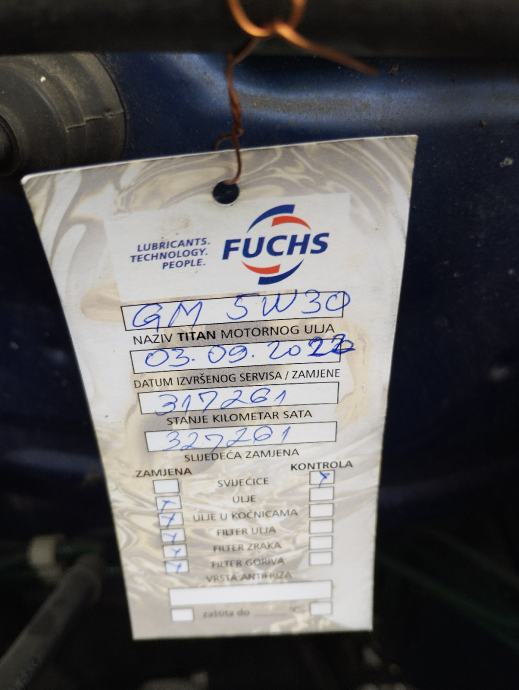 LUBRICANTS.
TECHNOLOGY.
PEOPLE.
FUCHS
GM 5W30
NAZIV TITAN MOTORNOG ULJA
03.09.2022
DATUM IZVRŠENOG SERVISA / ZAMJENE
317261
STANJE KILOMETAR SATA
327261
SLJEDEĆA ZAMJENA
ZAMJENA KONTROLA
SVJEĆICE
ULJE
ULJE U KOČNICAMA
FILTER ULJA
FILTER ZRAKA
FILTER GORIVA
VRSTA ANTIFRIZA
zaštita do °C